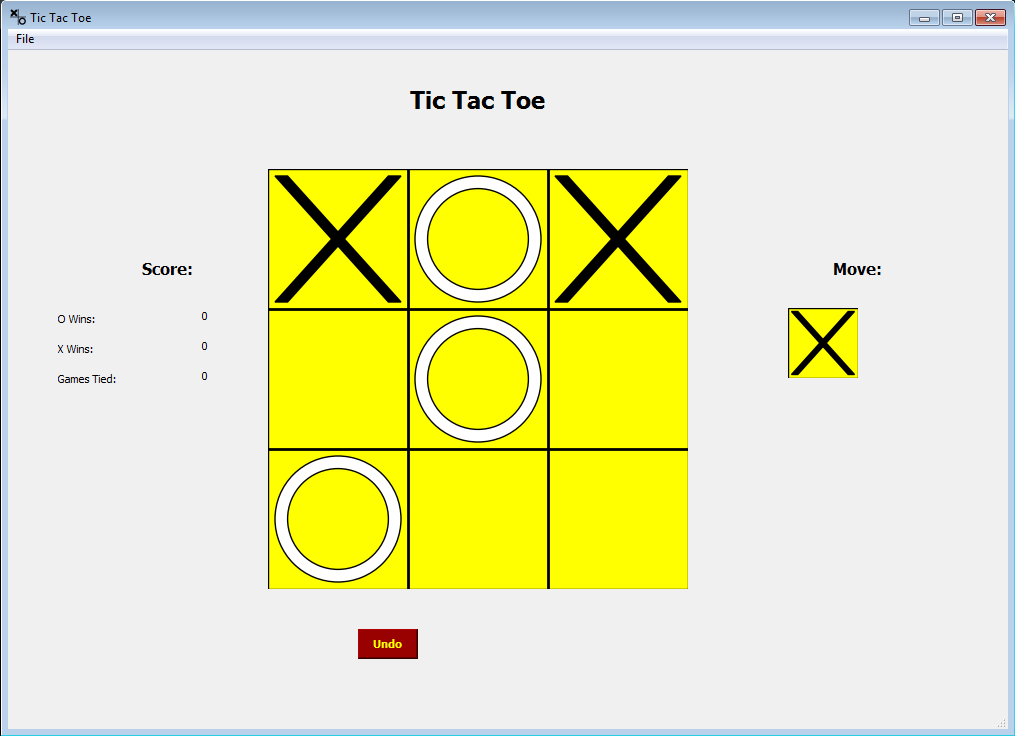 Tic Tac Toe
File
Tic Tac Toe
Score:
Move:
O Wins: 0
X Wins: 0
Games Tied: 0
Undo